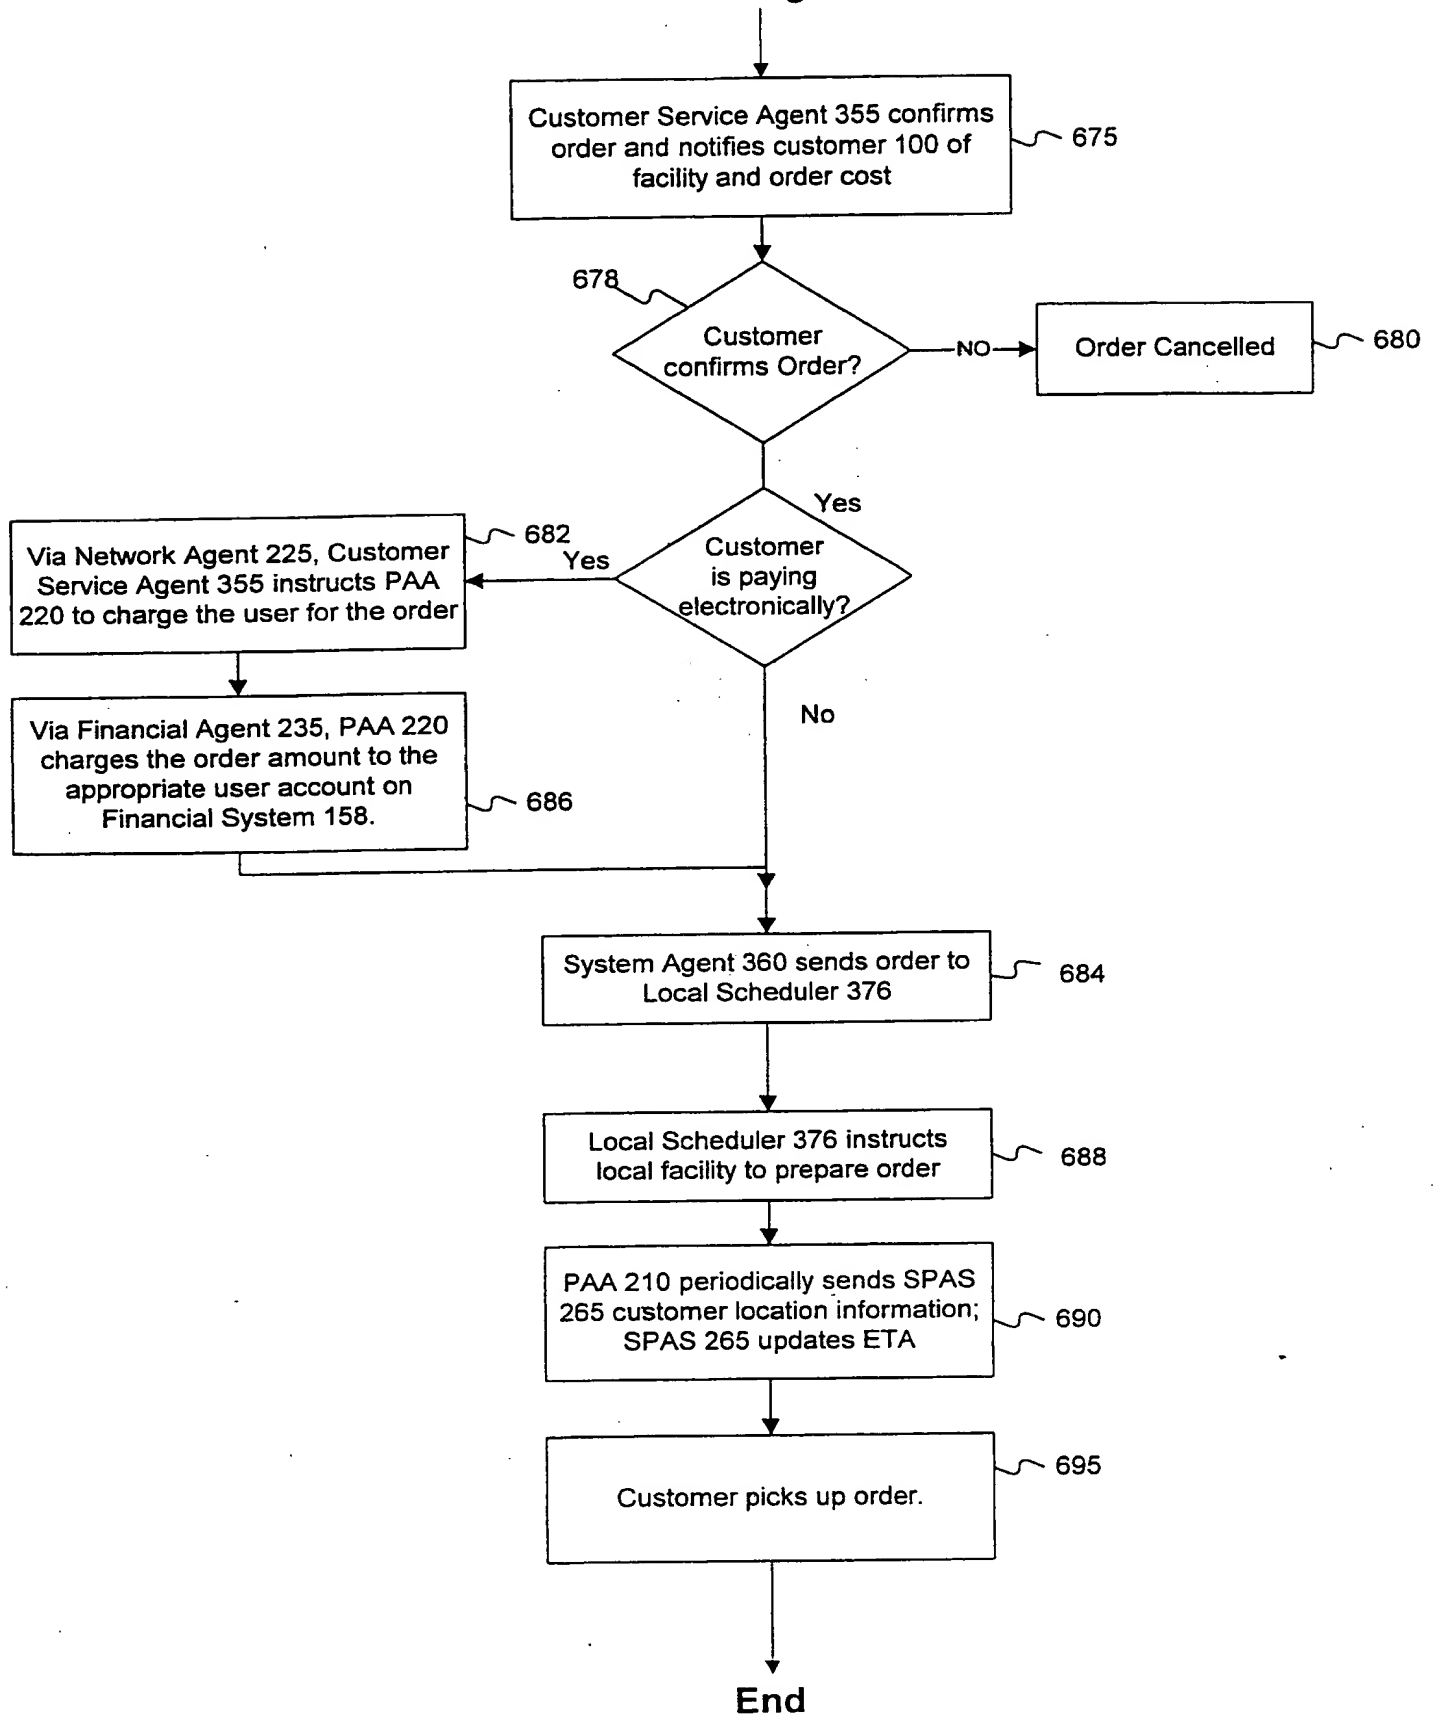 Customer Service Agent 355 confirms
order and notifies customer 100 of
facility and order cost
675
678
Customer
confirms Order?
NO
Order Cancelled
680
Yes
Via Network Agent 225, Customer
Service Agent 355 instructs PAA
220 to charge the user for the order
682
Yes
Customer
is paying
electronically?
Via Financial Agent 235, PAA 220
charges the order amount to the
appropriate user account on
Financial System 158.
686
No
System Agent 360 sends order to
Local Scheduler 376
684
Local Scheduler 376 instructs
local facility to prepare order
688
PAA 210 periodically sends SPAS
265 customer location information;
SPAS 265 updates ETA
690
Customer picks up order.
695
End